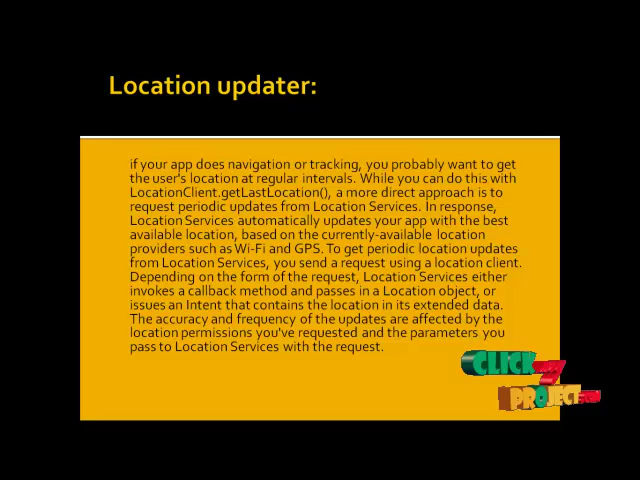 Location updater:
if your app does navigation or tracking, you probably want to get
the user's location at regular intervals. While you can do this with
LocationClient.getLastLocation(), a more direct approach is to
request periodic updates from Location Services. In response,
Location Services automatically updates your app with the best
available location, based on the currently-available location
providers such as Wi-Fi and GPS. To get periodic location updates
from Location Services, you send a request using a location client.
Depending on the form of the request, Location Services either
invokes a callback method and passes in a Location object, or
issues an Intent that contains the location in its extended data.
The accuracy and frequency of the updates are affected by the
location permissions you've requested and the parameters you
pass to Location Services with the request.
CLICK
PROJECT